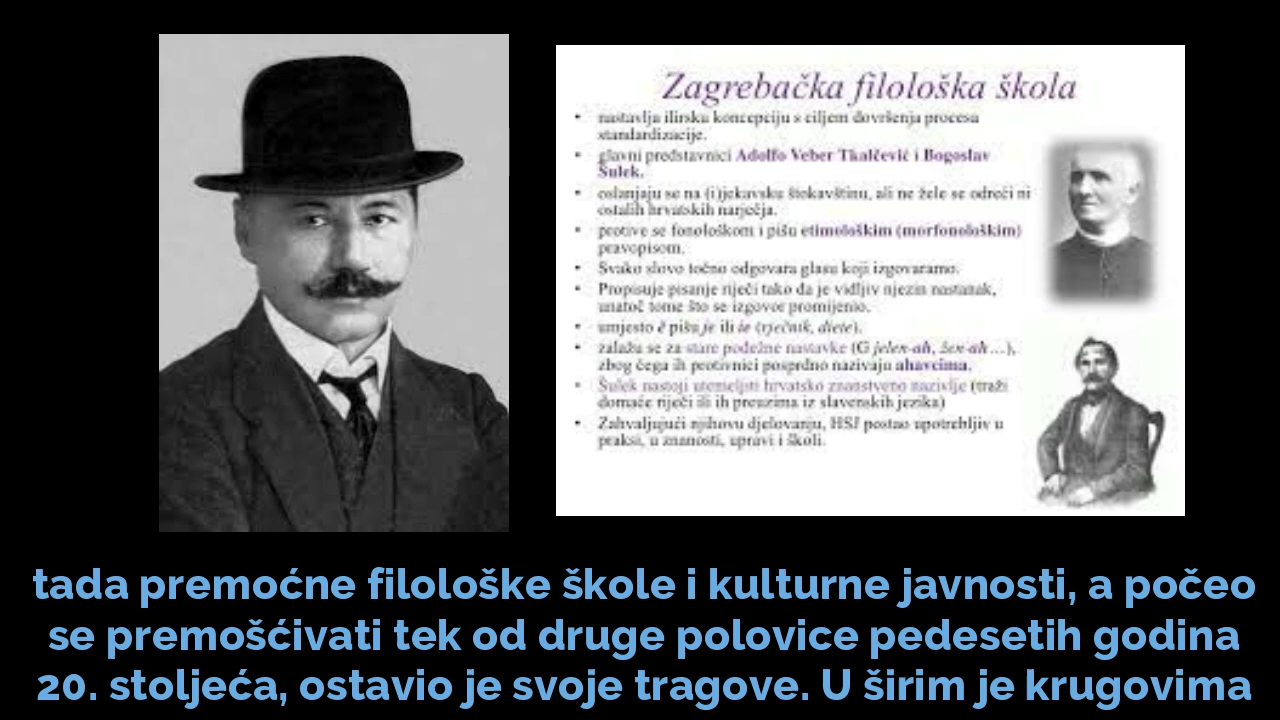 Zagrebačka filološka škola
• nastavlja ilirsku koncepciju s ciljem dovršenja procesa
standardizacije.
• glavni predstavnici Adolfo Veber Tkalčević i Bogoslav
Šulek.
• oslanjaju se na (i)jekavsku štokavštinu, ali ne žele se odreći ni
ostalih hrvatskih narječja.
• protive se fonološkom i pišu etimološkim (morfonološkim)
pravopisom.
• Svako slovo točno odgovara glasu koji izgovaramo.
• Propisuje pisanje riječi tako da je vidljiv njezin nastanak,
unatoč tome što se izgovor promijenio.
• umjesto ě pišu je ili ie (rječnik, diete).
• zalažu se za stare padežne nastavke (G jelen-ah, žen-ah…),
zbog čega ih protivnici pogrdno nazivaju ahavcima.
• Šulek nastoji utemeljiti hrvatsko znanstveno nazivlje (traži
domaće riječi ili ih preuzima iz slavenskih jezika)
• Zahvaljujući njihovu djelovanju, HSJ postao upotrebljiv u
praksi, u znanosti, upravi i školi.
tada premoćne filološke škole i kulturne javnosti, a počeo
se premošćivati tek od druge polovice pedesetih godina
20. stoljeća, ostavio je svoje tragove. U širim je krugovima